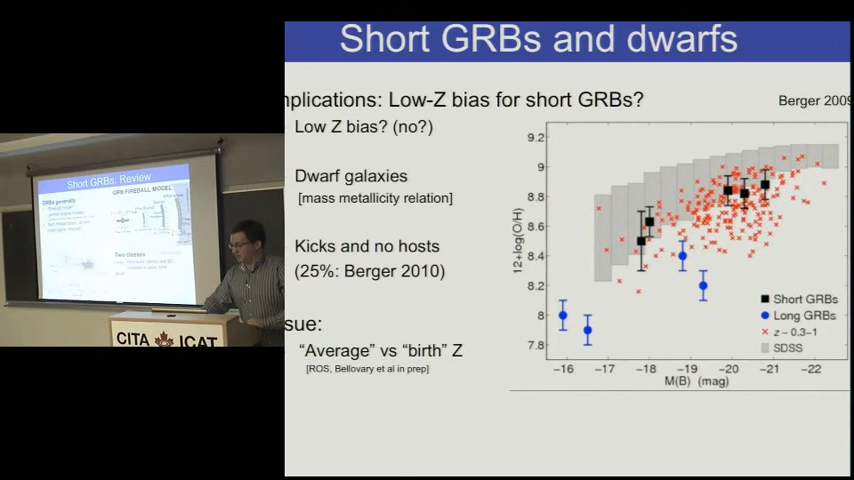 Short GRBs and dwarfs
mplications: Low-Z bias for short GRBs?
Berger 2009
Low Z bias? (no?)
Dwarf galaxies
[mass metallicity relation]
Kicks and no hosts
(25%: Berger 2010)
sue:
“Average” vs “birth” Z
[ROS, Bellovary et al in prep]
9.2
9
8.8
8.6
8.4
8.2
8
7.8
12+log(O/H)
Short GRBs
Long GRBs
z ~ 0.3-1
SDSS
−16 −17 −18 −19 −20 −21 −22
M(B) (mag)
Short GRBs: Review
GRBs generally
GRB FIREBALL MODEL
Two classes
CITA ICAT